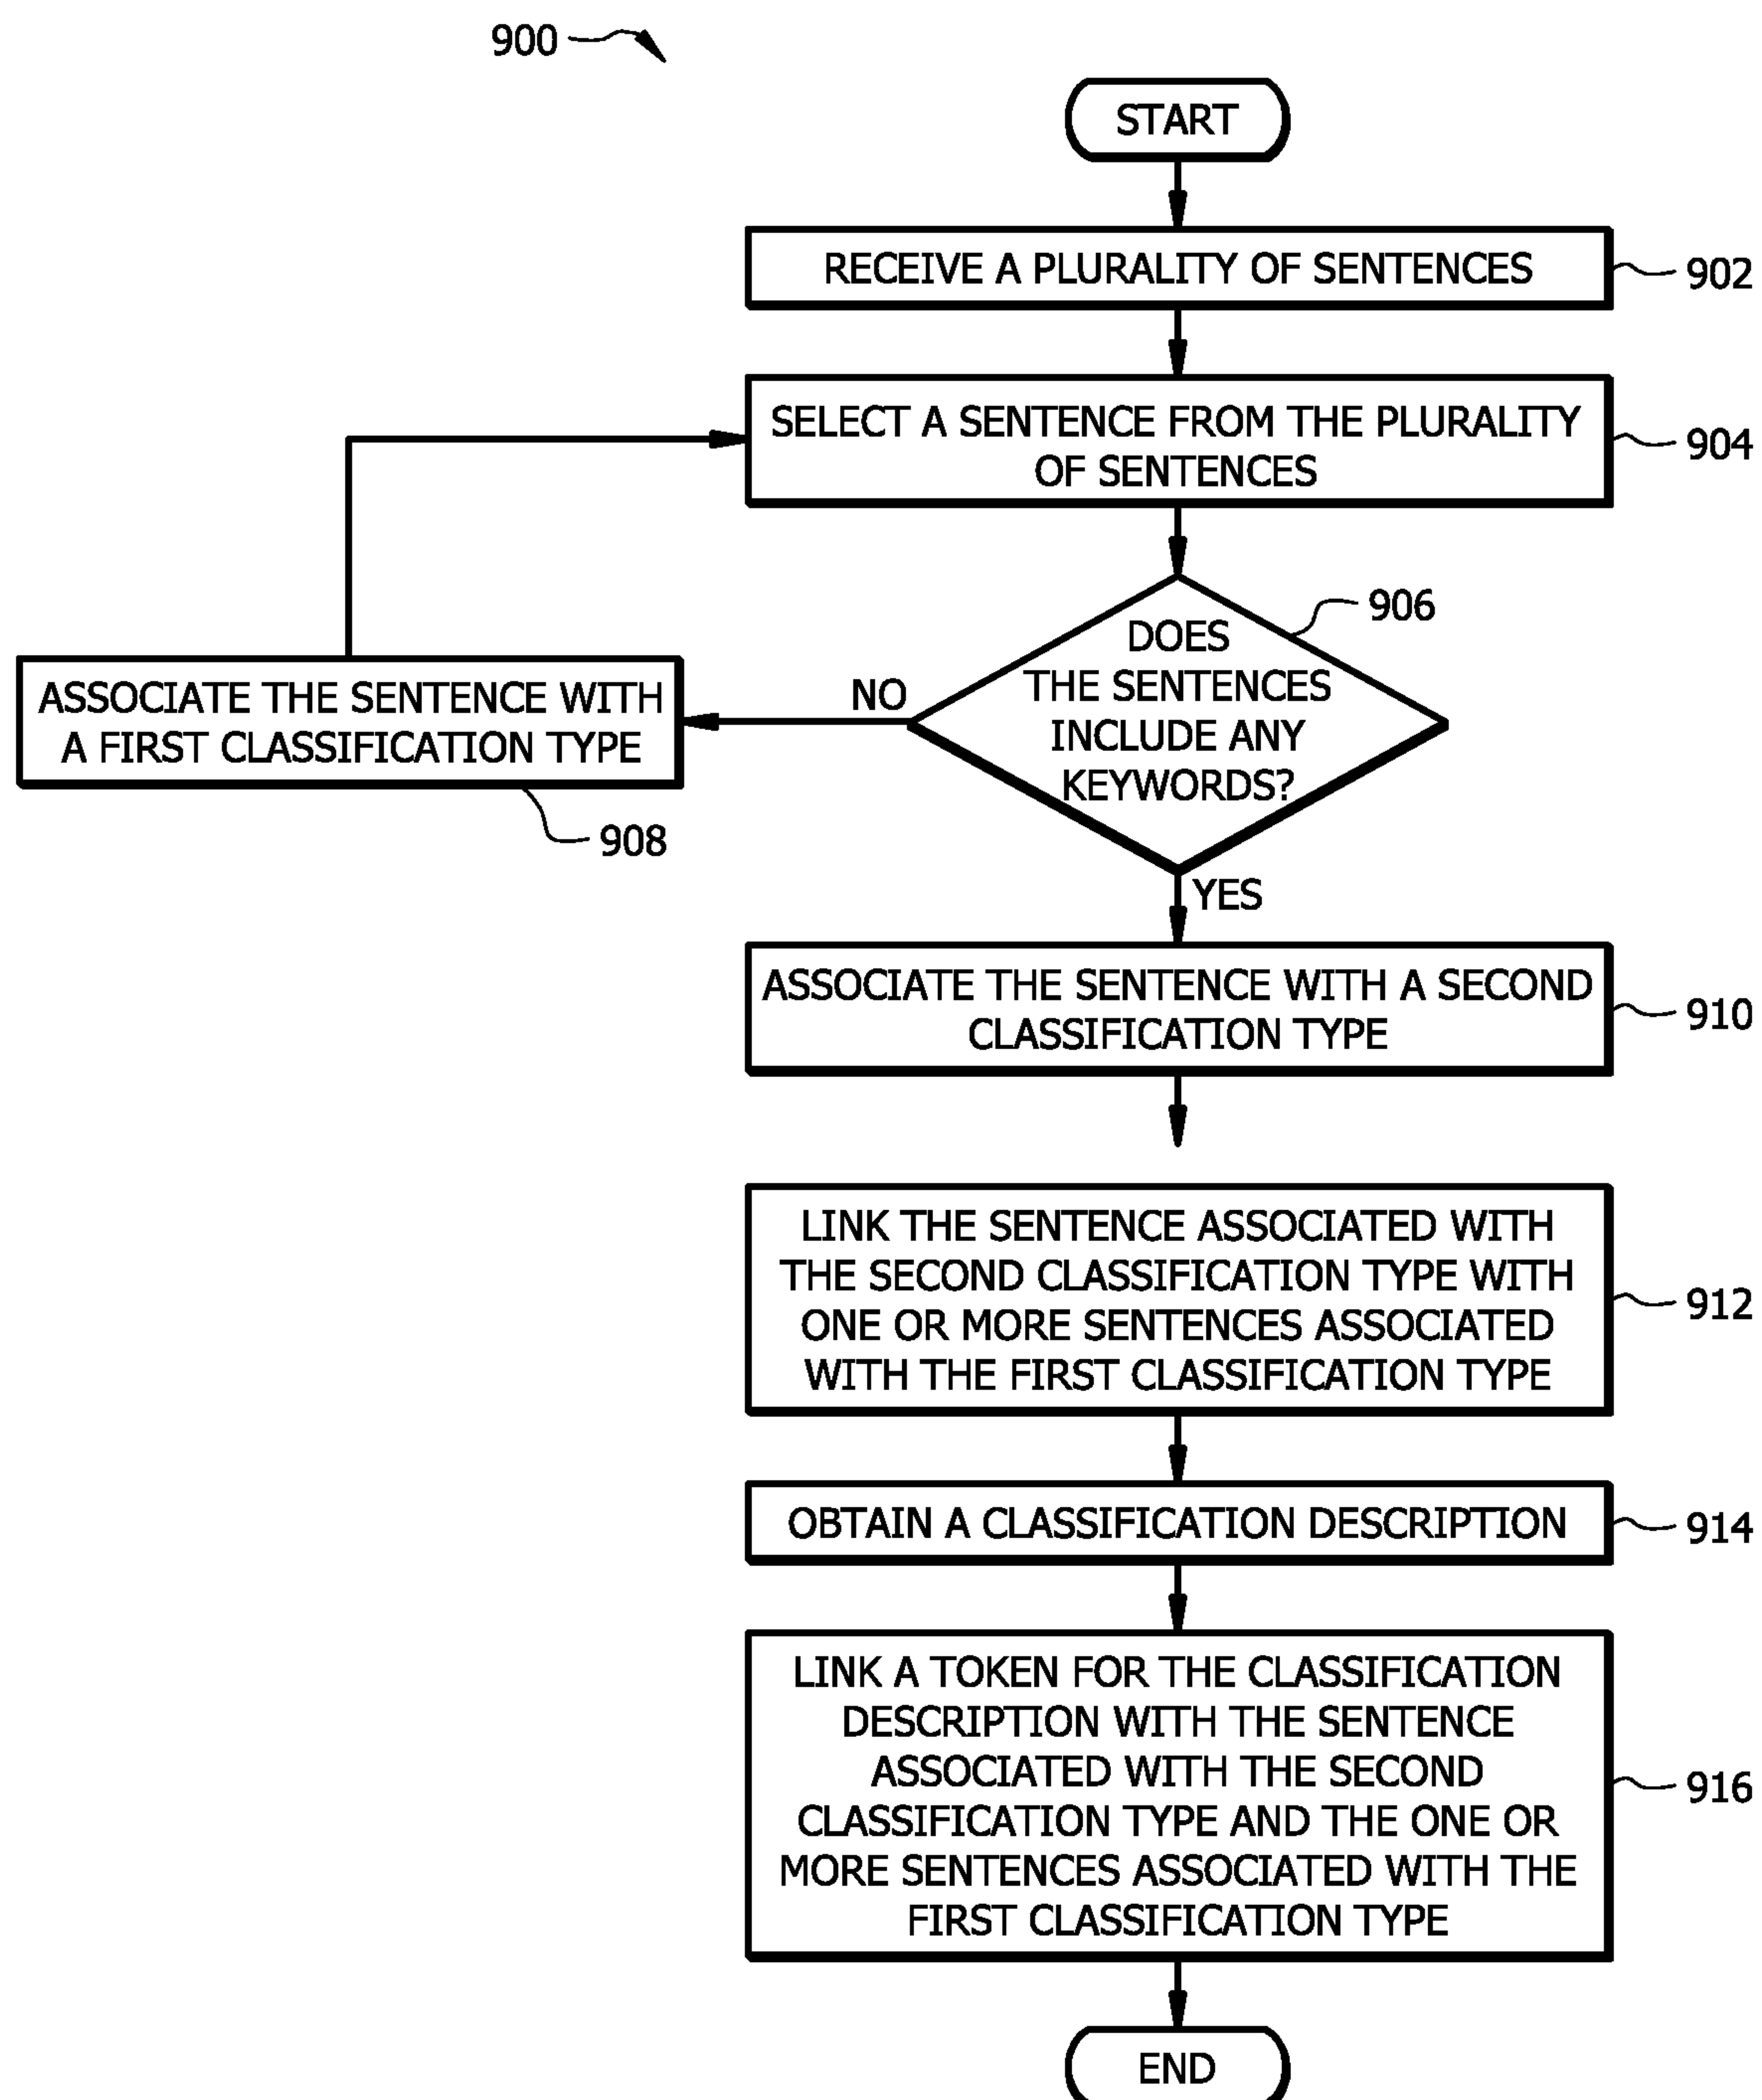 900
START
RECEIVE A PLURALITY OF SENTENCES
902
SELECT A SENTENCE FROM THE PLURALITY
OF SENTENCES
904
906
DOES
THE SENTENCES
INCLUDE ANY
KEYWORDS?
NO
ASSOCIATE THE SENTENCE WITH
A FIRST CLASSIFICATION TYPE
908
YES
ASSOCIATE THE SENTENCE WITH A SECOND
CLASSIFICATION TYPE
910
LINK THE SENTENCE ASSOCIATED WITH
THE SECOND CLASSIFICATION TYPE WITH
ONE OR MORE SENTENCES ASSOCIATED
WITH THE FIRST CLASSIFICATION TYPE
912
OBTAIN A CLASSIFICATION DESCRIPTION
914
LINK A TOKEN FOR THE CLASSIFICATION
DESCRIPTION WITH THE SENTENCE
ASSOCIATED WITH THE SECOND
CLASSIFICATION TYPE AND THE ONE OR
MORE SENTENCES ASSOCIATED WITH THE
FIRST CLASSIFICATION TYPE
916
END